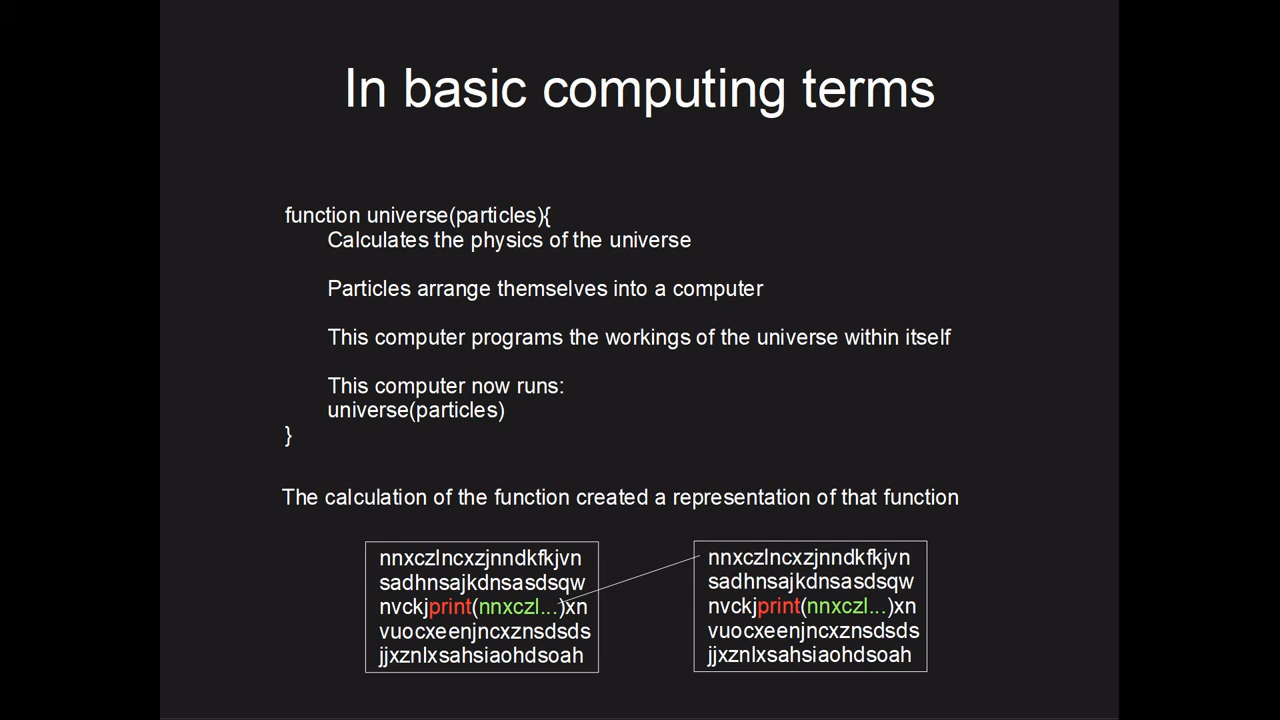 In basic computing terms
function universe(particles){
Calculates the physics of the universe
Particles arrange themselves into a computer
This computer programs the workings of the universe within itself
This computer now runs:
universe(particles)
}
The calculation of the function created a representation of that function
nnxczlncxzjnndkfkjvn
sadhnsajkdnsasdsqw
nvckjprint(nnxczl...)xn
vuocxeenjncxznsdsds
jjxznlxsahsiaohdsoah
nnxczlncxzjnndkfkjvn
sadhnsajkdnsasdsqw
nvckjprint(nnxczl...)xn
vuocxeenjncxznsdsds
jjxznlxsahsiaohdsoah